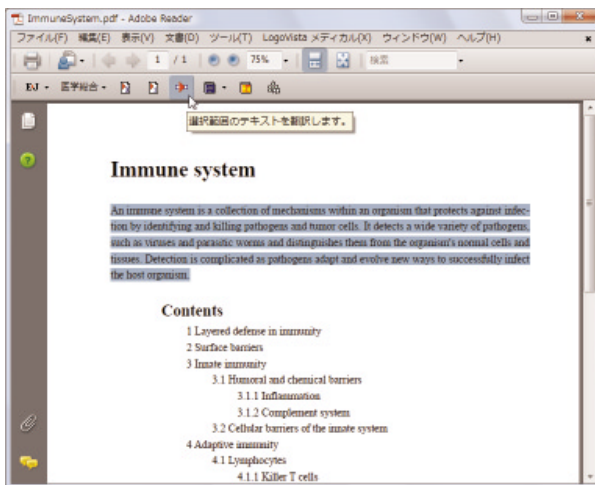 ImmuneSystem.pdf - Adobe Reader
ファイル(F) 編集(E) 表示(V) 文書(D) ツール(T) LogoVista メディカル(X) ウィンドウ(W) ヘルプ(H)
1 / 1 75% 検索
EJ 医学総合
選択範囲のテキストを翻訳します。
Immune system
An immune system is a collection of mechanisms within an organism that protects against infec-
tion by identifying and killing pathogens and tumor cells. It detects a wide variety of pathogens,
such as viruses and parasitic worms and distinguishes them from the organism's normal cells and
tissues. Detection is complicated as pathogens adapt and evolve new ways to successfully infect
the host organism.
Contents
1 Layered defense in immunity
2 Surface barriers
3 Innate immunity
3.1 Humoral and chemical barriers
3.1.1 Inflammation
3.1.2 Complement system
3.2 Cellular barriers of the innate system
4 Adaptive immunity
4.1 Lymphocytes
4.1.1 Killer T cells